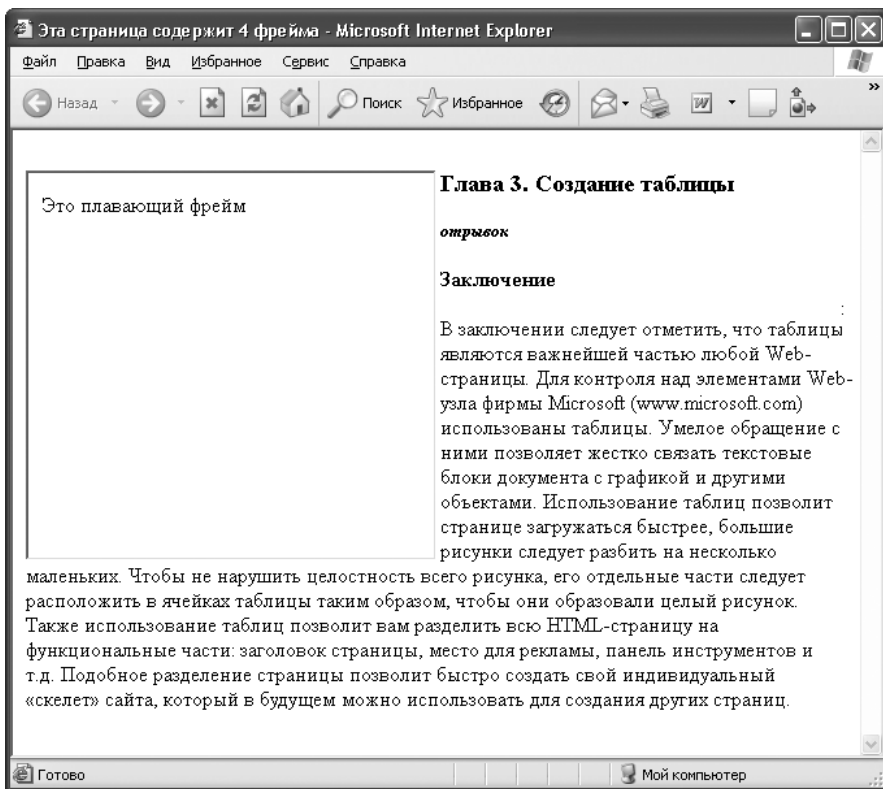 Эта страница содержит 4 фрейма - Microsoft Internet Explorer
Файл Правка Вид Избранное Сервис Справка
Назад Поиск Избранное »
Это плавающий фрейм
Глава 3. Создание таблицы
отрывок
Заключение
:
В заключении следует отметить, что таблицы
являются важнейшей частью любой Web-
страницы. Для контроля над элементами Web-
узла фирмы Microsoft (www.microsoft.com)
использованы таблицы. Умелое обращение с
ними позволяет жестко связать текстовые
блоки документа с графикой и другими
объектами. Использование таблиц позволит
странице загружаться быстрее, большие
рисунки следует разбить на несколько
маленьких. Чтобы не нарушить целостность всего рисунка, его отдельные части следует
расположить в ячейках таблицы таким образом, чтобы они образовали целый рисунок.
Также использование таблиц позволит вам разделить всю HTML-страницу на
функциональные части: заголовок страницы, место для рекламы, панель инструментов и
т.д. Подобное разделение страницы позволит быстро создать свой индивидуальный
«скелет» сайта, который в будущем можно использовать для создания других страниц.
Готово Мой компьютер